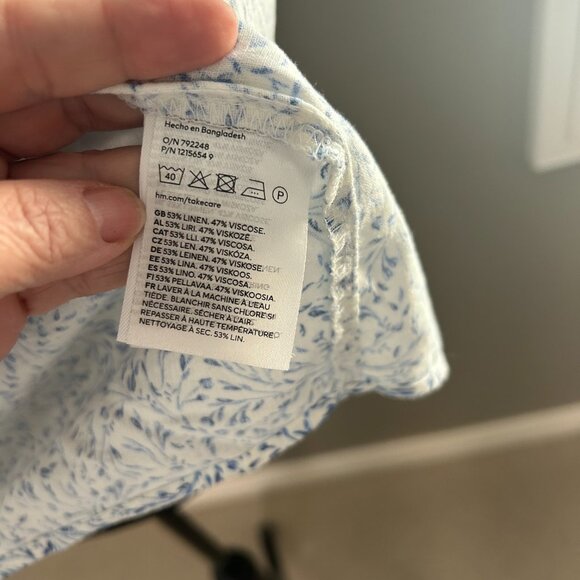 Hecho en Bangladesh
O/N 792248
P/N 1215654 9
40
P
hm.com/takecare
GB 53% LINEN. 47% VISCOSE.
AL 53% LIRI. 47% VISKOZË.
CAT 53% LLI. 47% VISCOSA.
CZ 53% LEN. 47% VISKÓZA.
DE 53% LEINEN. 47% VISKOSE.
EE 53% LINA. 47% VISKOOS.
ES 53% LINO. 47% VISCOSA.
FI 53% PELLAVAA. 47% VISKOOSIA.
FR LAVER À LA MACHINE À L'EAU
TIÈDE. BLANCHIR SANS CHLORE SI
NÉCESSAIRE. SÉCHER À L'AIR.
REPASSER À HAUTE TEMPÉRATURE
NETTOYAGE À SEC. 53% LIN.